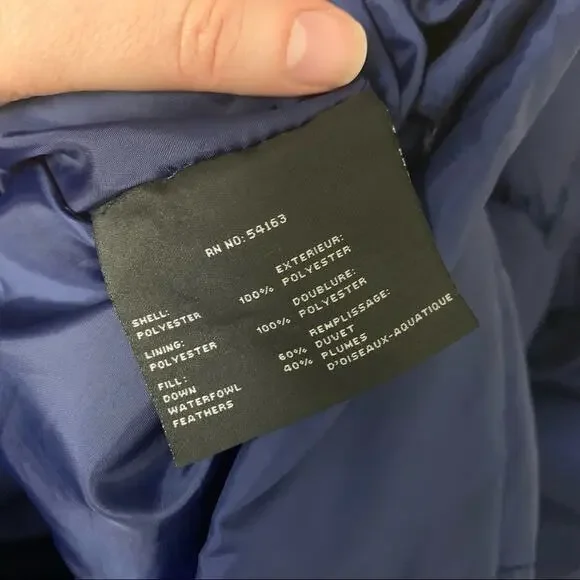 RN NO: 54163
SHELL: EXTERIEUR:
POLYESTER 100% POLYESTER
LINING: DOUBLURE:
POLYESTER 100% POLYESTER
FILL: REMPLISSAGE:
DOWN 60% DUVET
WATERFOWL 40% PLUMES
FEATHERS D'OISEAUX-AQUATIQUE